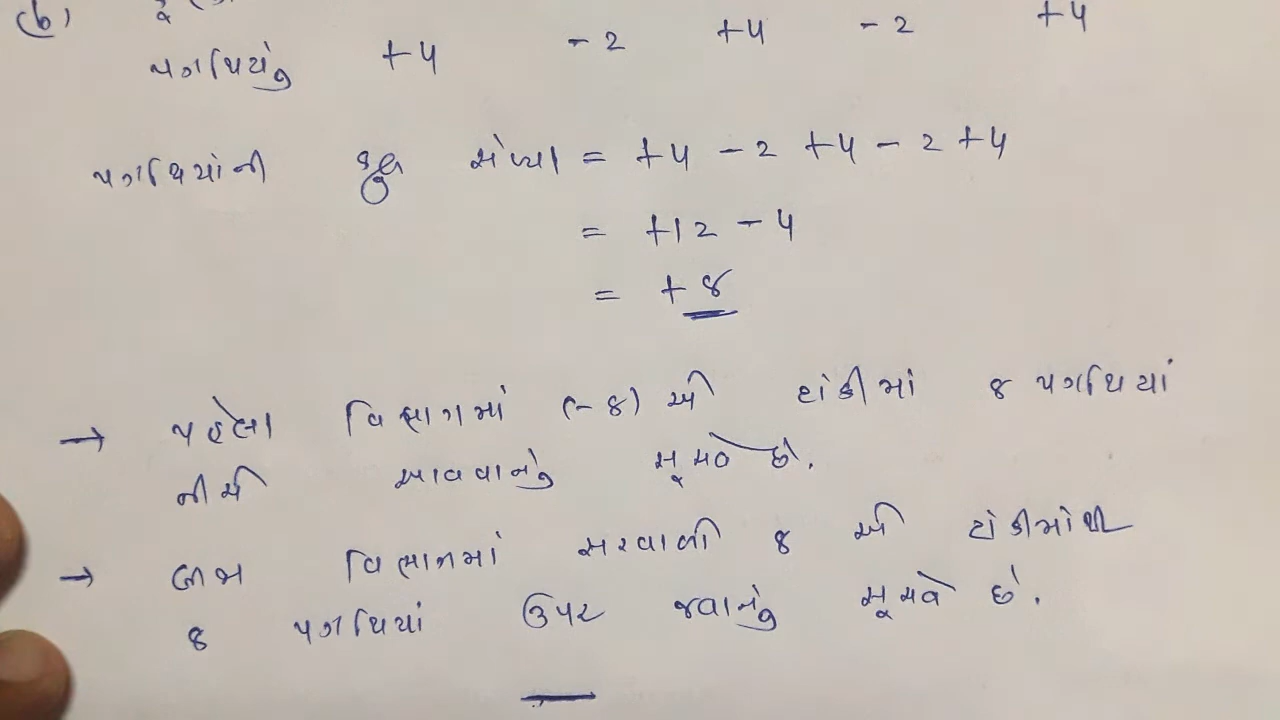 (b)
પગથિયું +4 - 2 +4 - 2 +4
પગથિયાંની કુલ સંખ્યા = +4 - 2 +4 - 2 +4
= +12 - 4
= + 8
→ પહેલા વિભાગમાં (-8) એ ટાંકીમાં 8 પગથિયાં
નીચે આવવાનું સૂચવે છે.
→ બીજા વિભાગમાં સરવાળો 8 એ ટાંકીમાંથી
8 પગથિયાં ઉપર જવાનું સૂચવે છે.